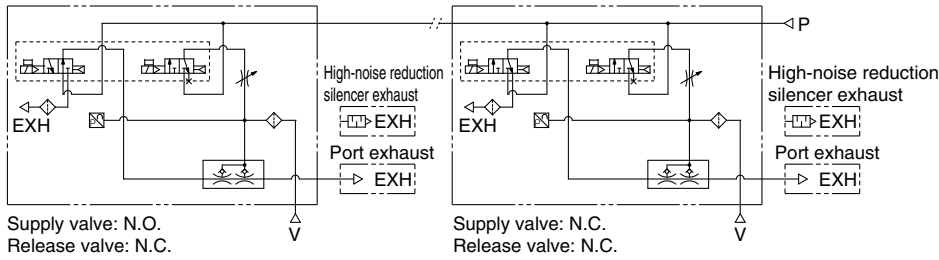 P
High-noise reduction
silencer exhaust
EXH
EXH
Port exhaust
EXH
V
Supply valve: N.O.
Release valve: N.C.
High-noise reduction
silencer exhaust
EXH
EXH
Port exhaust
EXH
V
Supply valve: N.C.
Release valve: N.C.